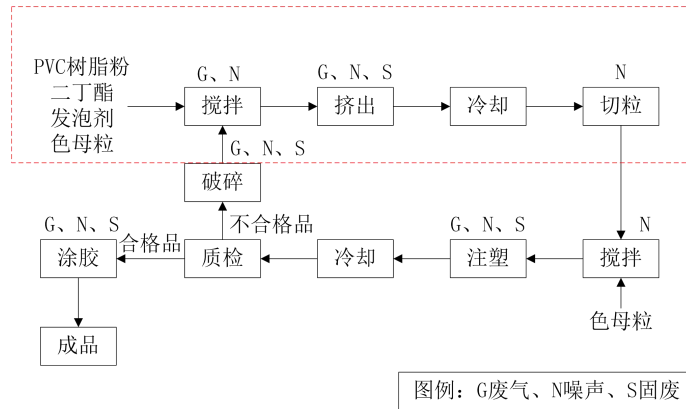 PVC树脂粉
二丁酯
发泡剂
色母粒
G、N
搅拌
G、N、S
挤出
冷却
N
切粒
G、N、S
破碎
不合格品
G、N、S
涂胶
合格品
质检
冷却
G、N、S
注塑
N
搅拌
色母粒
成品
图例：G废气、N噪声、S固废